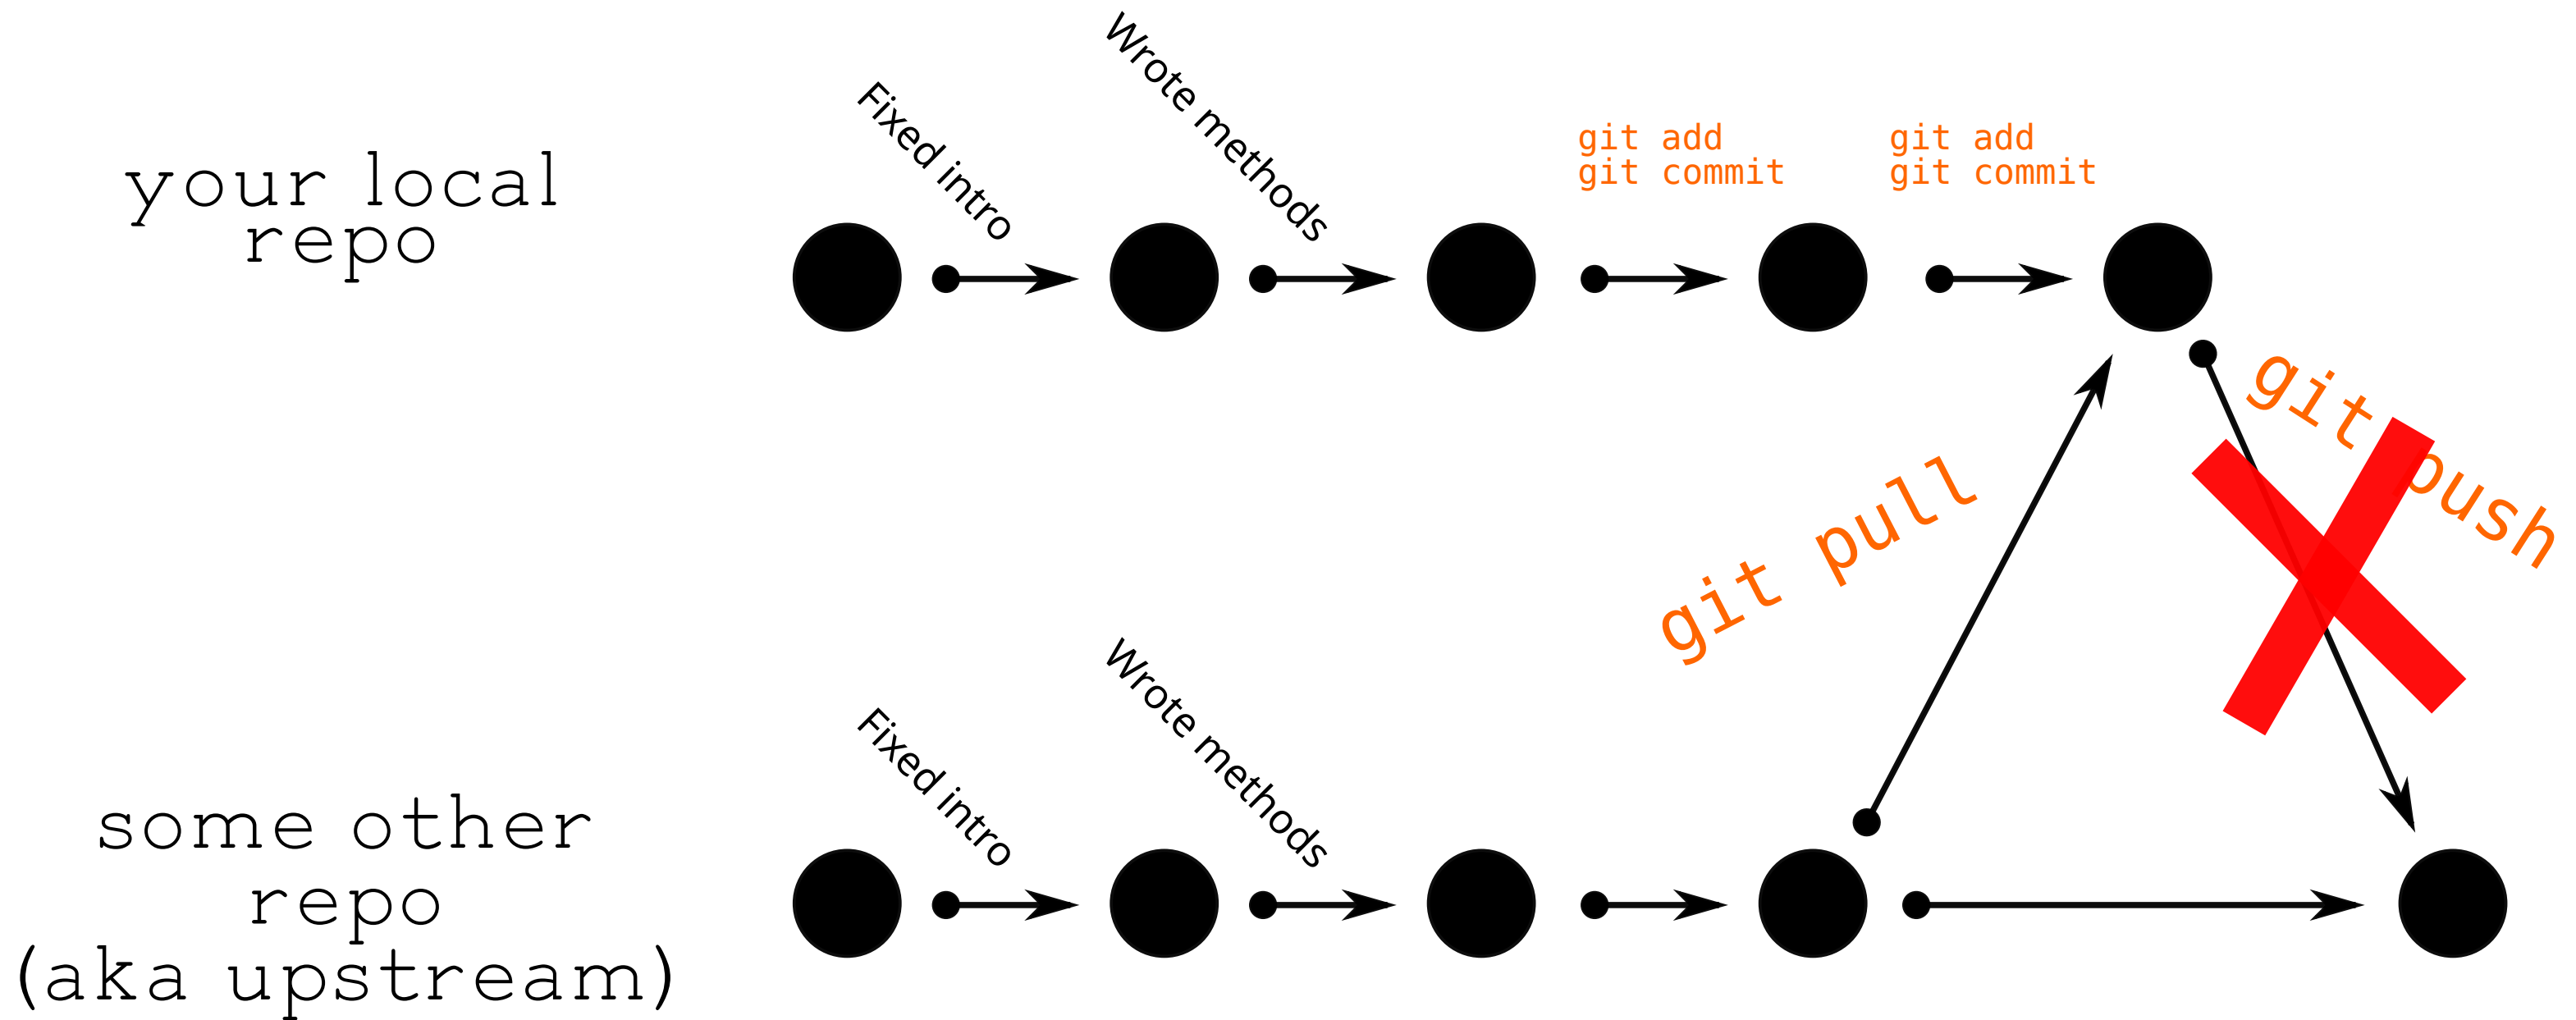 your local
repo
Fixed intro
Wrote methods
git add
git commit
git add
git commit
git pull
git push
some other
repo
(aka upstream)
Fixed intro
Wrote methods